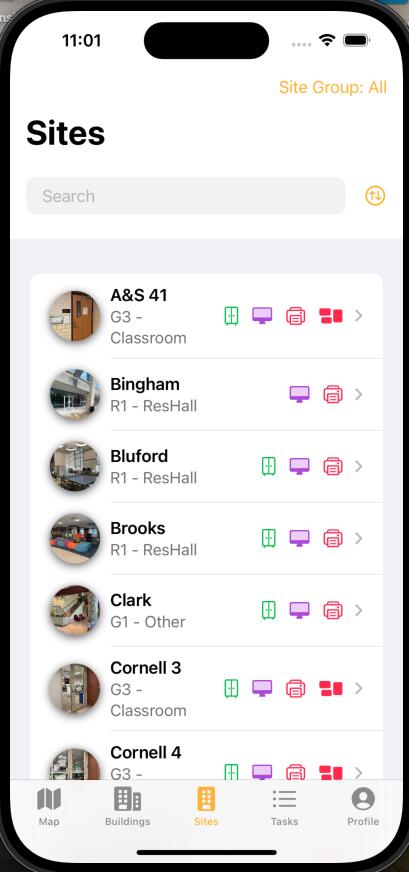 11:01
Site Group: All
Sites
Search
A&S 41
G3 -
Classroom
Bingham
R1 - ResHall
Bluford
R1 - ResHall
Brooks
R1 - ResHall
Clark
G1 - Other
Cornell 3
G3 -
Classroom
Cornell 4
G3 -
Map
Buildings
Sites
Tasks
Profile